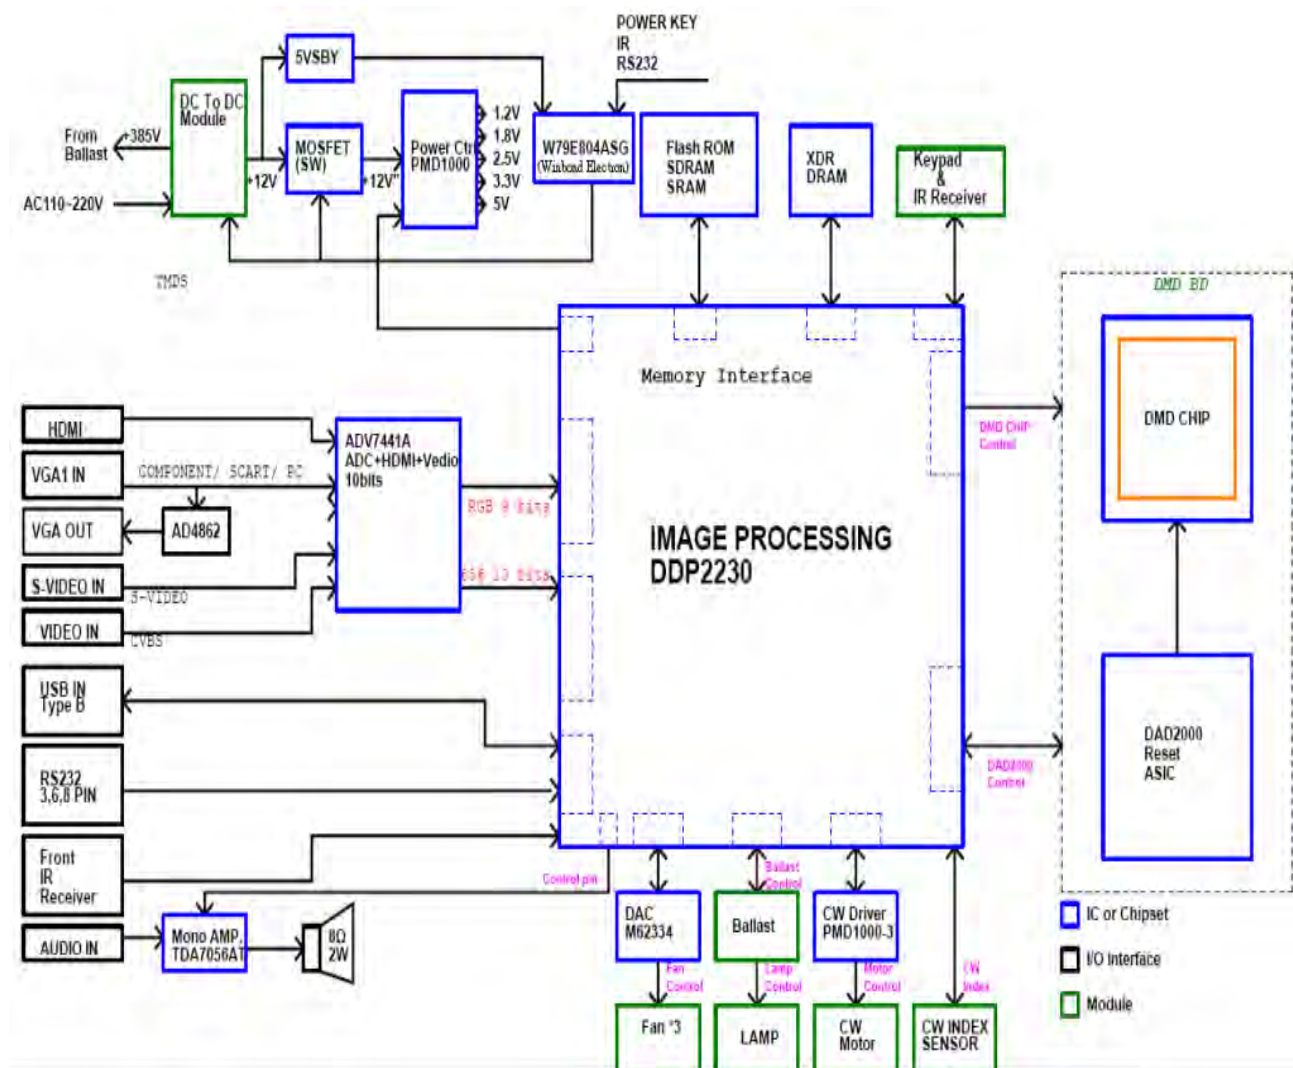 POWER KEY
IR
RS232
5VSBY
DC To DC
Module
From
Ballast
+385V
AC110~220V
+12V
MOSFET
(SW)
+12V"
Power Ctr
PMD1000
1.2V
1.8V
2.5V
3.3V
5V
W79E804ASG
(Winbond Election)
Flash ROM
SDRAM
SRAM
XDR
DRAM
Keypad
&
IR Receiver
TMDS
DMD BD
Memory Interface
DMD CHIP
Control
DMD CHIP
HDMI
VGA1 IN
COMPONENT/ SCART/ PC
ADV7441A
ADC+HDMI+Vedio
10bits
RGB 8 bits
VGA OUT
AD4862
IMAGE PROCESSING
DDP2230
S-VIDEO IN
S-VIDEO
bits
VIDEO IN
CVBS
USB IN
Type B
RS232
3,6,8 PIN
DAD2000
Control
DAD2000
Reset
ASIC
Front
IR
Receiver
Control pin
AUDIO IN
Mono AMP.
TDA7056AT
8Ω
2W
DAC
M62334
Ballast
Control
Ballast
CW Driver
PMD1000-3
Fan
Control
Lamp
Control
Motor
Control
CW
Index
Fan *3
LAMP
CW
Motor
CW INDEX
SENSOR
IC or Chipset
I/O Interface
Module